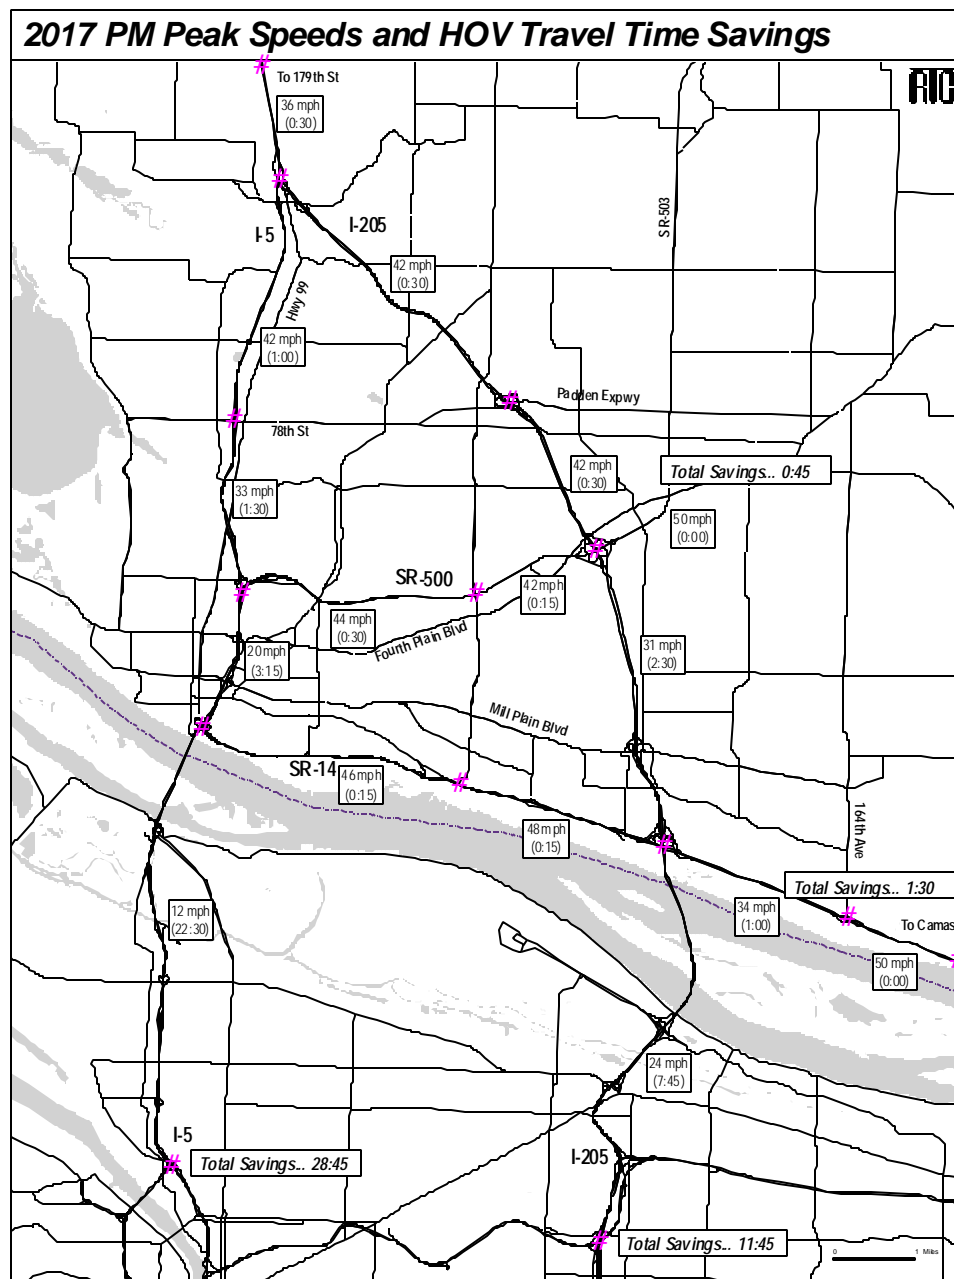 2017 PM Peak Speeds and HOV Travel Time Savings
RTC
To 179th St
36 mph
(0:30)
I-205
SR-503
I-5
42 mph
(0:30)
Hwy 99
42 mph
(1:00)
Padden Expwy
78th St
42 mph
(0:30)
Total Savings... 0:45
33 mph
(1:30)
50 mph
(0:00)
SR-500
42 mph
(0:15)
44 mph
(0:30)
Fourth Plain Blvd
20 mph
(3:15)
31 mph
(2:30)
Mill Plain Blvd
SR-14
46 mph
(0:15)
48 mph
(0:15)
164th Ave
Total Savings... 1:30
12 mph
(22:30)
34 mph
(1:00)
To Camas
50 mph
(0:00)
24 mph
(7:45)
I-5
Total Savings... 28:45
I-205
Total Savings... 11:45
0 1 Miles